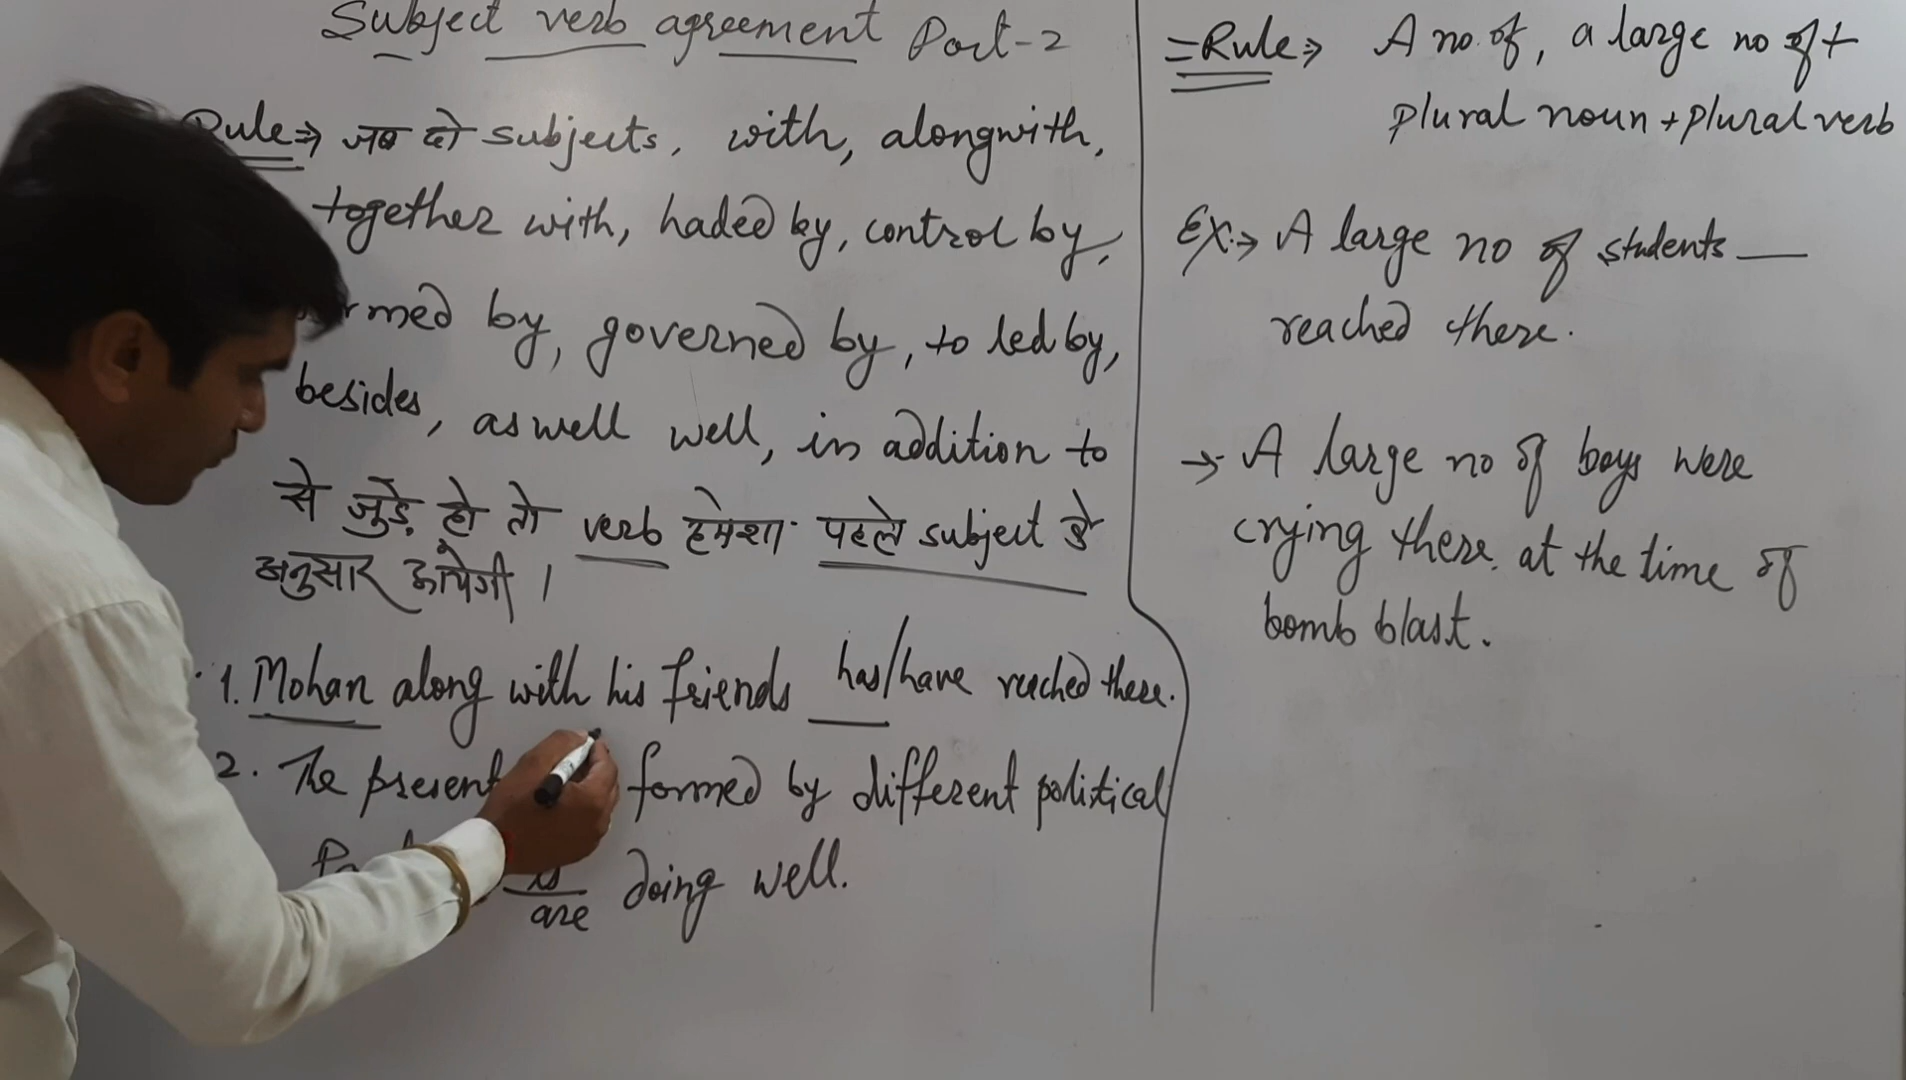 Subject verb agreement Part-2
Rule⇒ जब दो subjects, with, alongwith,
together with, haded by, control by,
by, governed by, to led by,
besides, as well well, in addition to
से जुड़े हो तो verb हमेशा पहले subject के
अनुसार आयेगी ।
1. Mohan along with his friends has/have reached there.
2. The present formed by different political
is
are doing well.
=Rule⇒ A no. of, a large no of +
plural noun + plural verb
EX:→ A large no of students __
reached there.
→ A large no of boys were
crying there. at the time of
bomb blast.